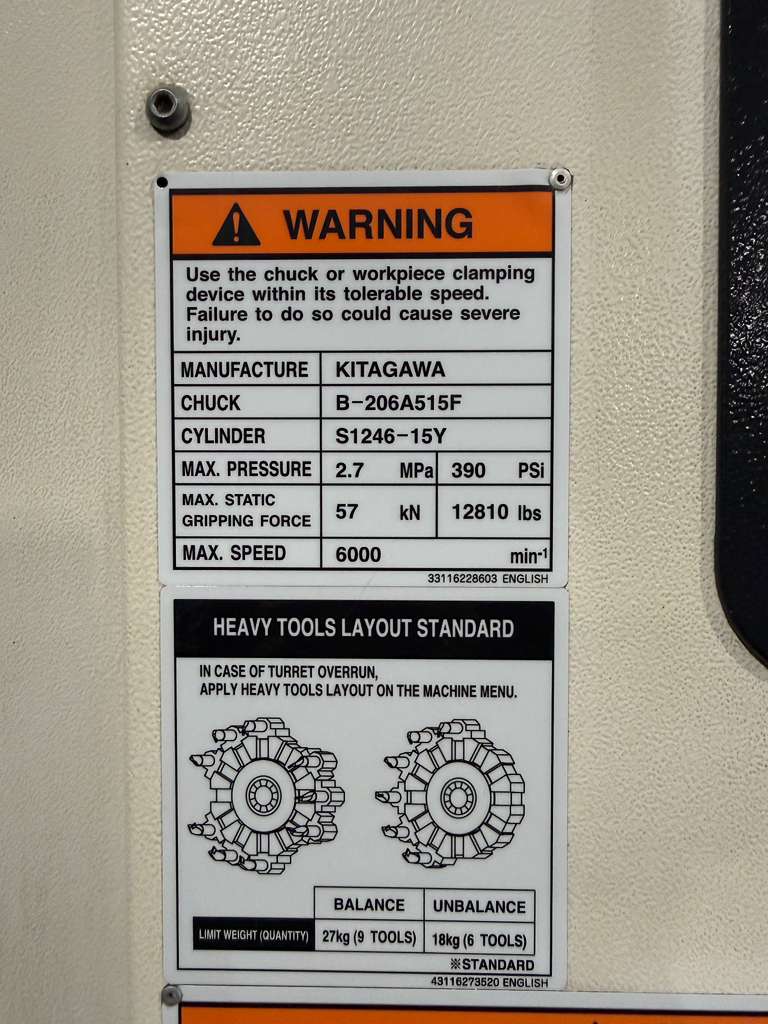 WARNING
Use the chuck or workpiece clamping
device within its tolerable speed.
Failure to do so could cause severe
injury.
MANUFACTURE KITAGAWA
CHUCK B-206A515F
CYLINDER S1246-15Y
MAX. PRESSURE 2.7 MPa 390 PSi
MAX. STATIC
GRIPPING FORCE 57 kN 12810 lbs
MAX. SPEED 6000 min-1
33116228603 ENGLISH
HEAVY TOOLS LAYOUT STANDARD
IN CASE OF TURRET OVERRUN,
APPLY HEAVY TOOLS LAYOUT ON THE MACHINE MENU.
BALANCE UNBALANCE
LIMIT WEIGHT (QUANTITY) 27kg (9 TOOLS) 18kg (6 TOOLS)
※STANDARD
43116273520 ENGLISH